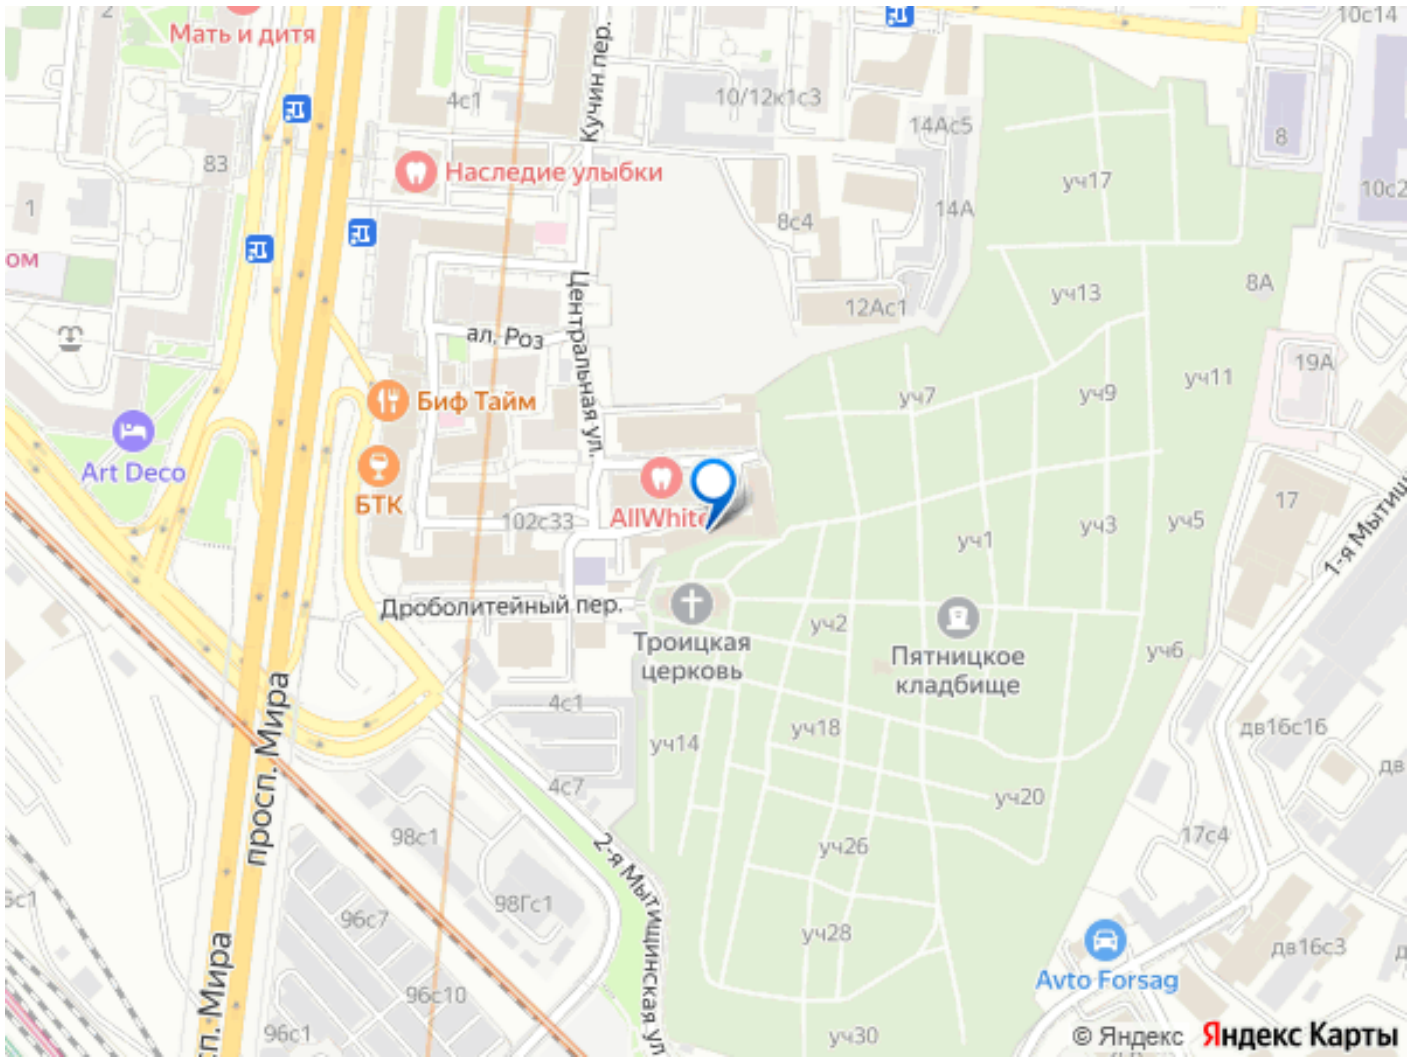 10с14
2
Мать и дитя
4с1
Кучин пер.
10/12к1с3
14Ас5
8
83
Наследие улыбки
уч17
10с2
1
14А
8с4
ом
Центральная ул.
8А
уч13
12Ас1
ал. Роз
19А
уч11
уч9
уч7
Биф Тайм
Art Deco
БТК
AllWhite
102с33
17
уч5
уч3
уч1
1-я Мытищ
Дроболитейный пер.
уч2
Троицкая
церковь
Пятницкое
кладбище
уч6
просп. Мира
4с1
уч14
уч18
дв16с16
дв
4с7
уч20
98с1
2-я Мытищинская ул
уч26
17с4
98Гс1
96с7
уч28
дв16с3
сп. Мира
Avto Forsag
96с10
96с1
уч30
© Яндекс Яндекс Карты